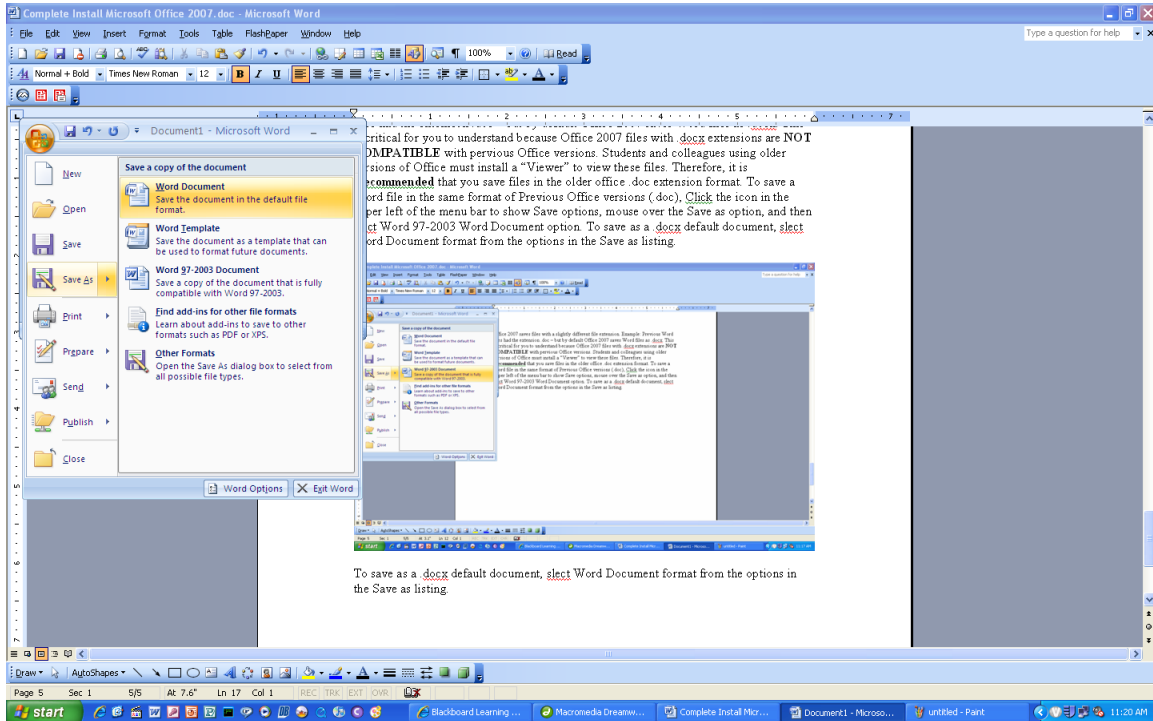 Complete Install Microsoft Office 2007.doc - Microsoft Word
File Edit View Insert Format Tools Table FlashPaper Window Help
Type a question for help
100% Read
Normal + Bold Times New Roman 12 B I U
Document1 - Microsoft Word
New
Open
Save
Save As
Print
Prepare
Send
Publish
Close
Save a copy of the document
Word Document
Save the document in the default file
format.
Word Template
Save the document as a template that can
be used to format future documents.
Word 97-2003 Document
Save a copy of the document that is fully
compatible with Word 97-2003.
Find add-ins for other file formats
Learn about add-ins to save to other
formats such as PDF or XPS.
Other Formats
Open the Save As dialog box to select from
all possible file types.
Word Options Exit Word
critical for you to understand because Office 2007 files with .docx extensions are NOT
OMPATIBLE with pervious Office versions. Students and colleagues using older
rsions of Office must install a “Viewer” to view these files. Therefore, it is
ecommended that you save files in the older office .doc extension format. To save a
ord file in the same format of Previous Office versions (.doc), Click the icon in the
per left of the menu bar to show Save options, mouse over the Save as option, and then
ct Word 97-2003 Word Document option. To save as a .docx default document, slect
ord Document format from the options in the Save as listing.
To save as a .docx default document, slect Word Document format from the options in
the Save as listing.
Draw AutoShapes
Page 5 Sec 1 5/5 At 7.6" Ln 17 Col 1 REC TRK EXT OVR
start Blackboard Learning ... Macromedia Dreamw... Complete Install Micr... Document1 - Microso... untitled - Paint 11:20 AM